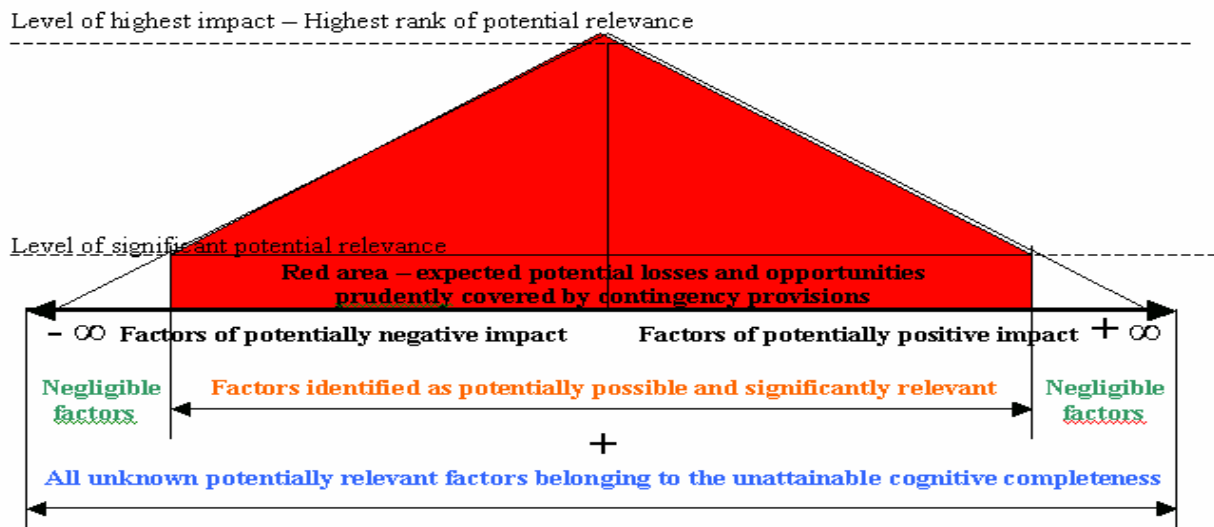 Level of highest impact – Highest rank of potential relevance
Level of significant potential relevance
Red area – expected potential losses and opportunities
prudently covered by contingency provisions
- ∞ Factors of potentially negative impact Factors of potentially positive impact + ∞
Negligible factors
Factors identified as potentially possible and significantly relevant
Negligible factors
+
All unknown potentially relevant factors belonging to the unattainable cognitive completeness